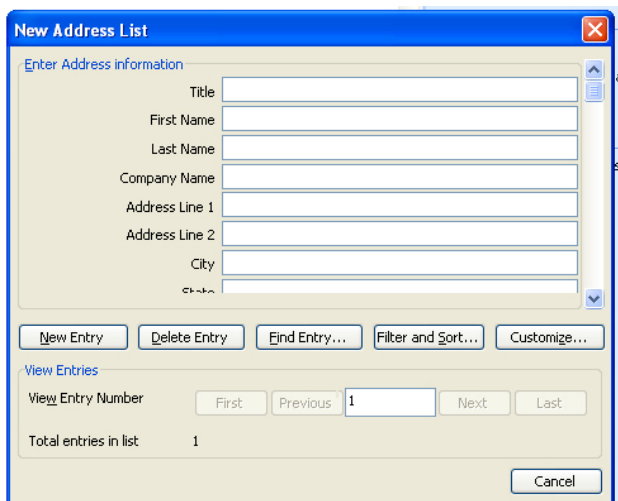 New Address List
Enter Address information
Title
First Name
Last Name
Company Name
Address Line 1
Address Line 2
City
State
New Entry Delete Entry Find Entry... Filter and Sort... Customize...
View Entries
View Entry Number First Previous 1 Next Last
Total entries in list 1
Cancel